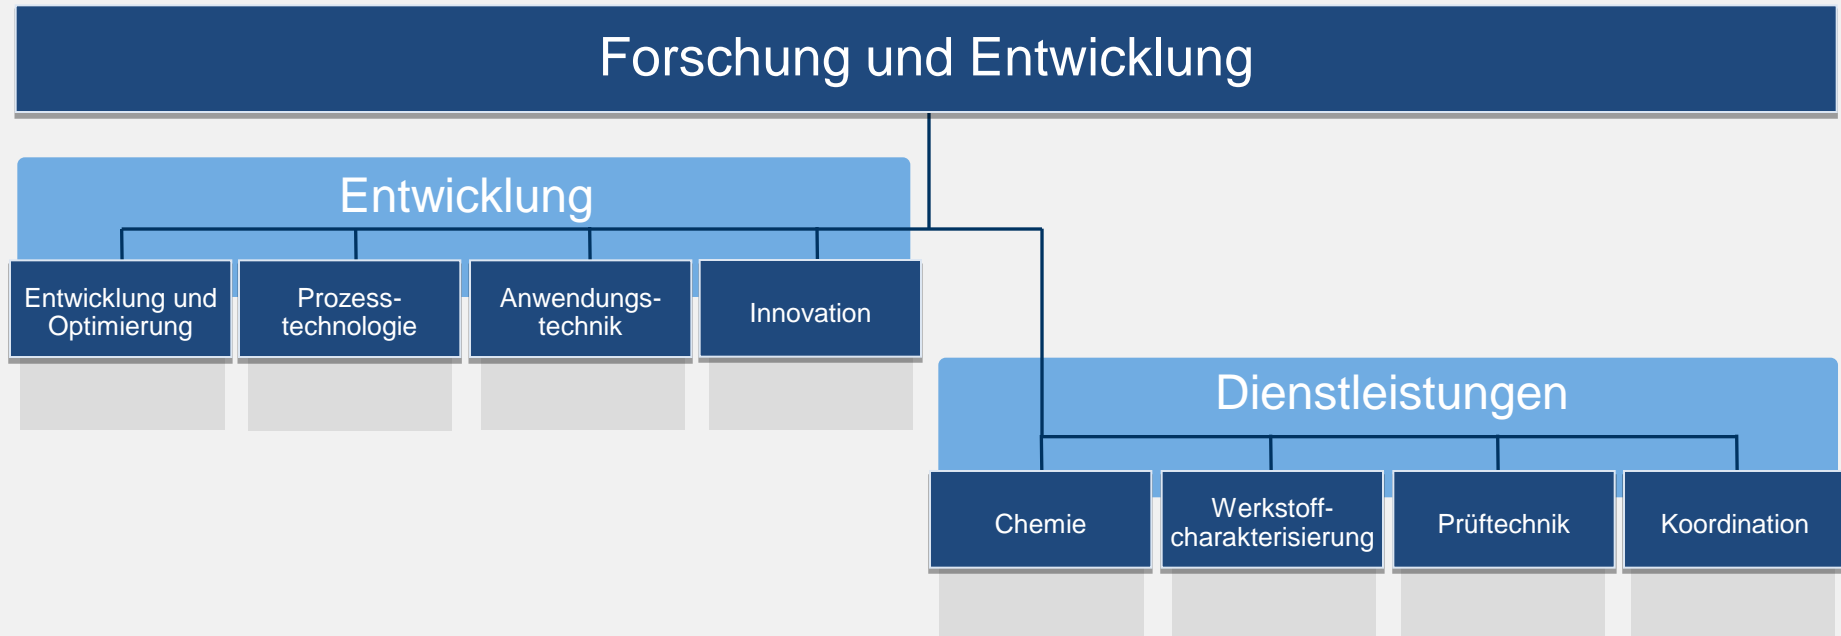 Forschung und Entwicklung
Entwicklung
Entwicklung und
Optimierung
Prozess-
technologie
Anwendungs-
technik
Innovation
Dienstleistungen
Chemie
Werkstoff-
charakterisierung
Prüftechnik
Koordination